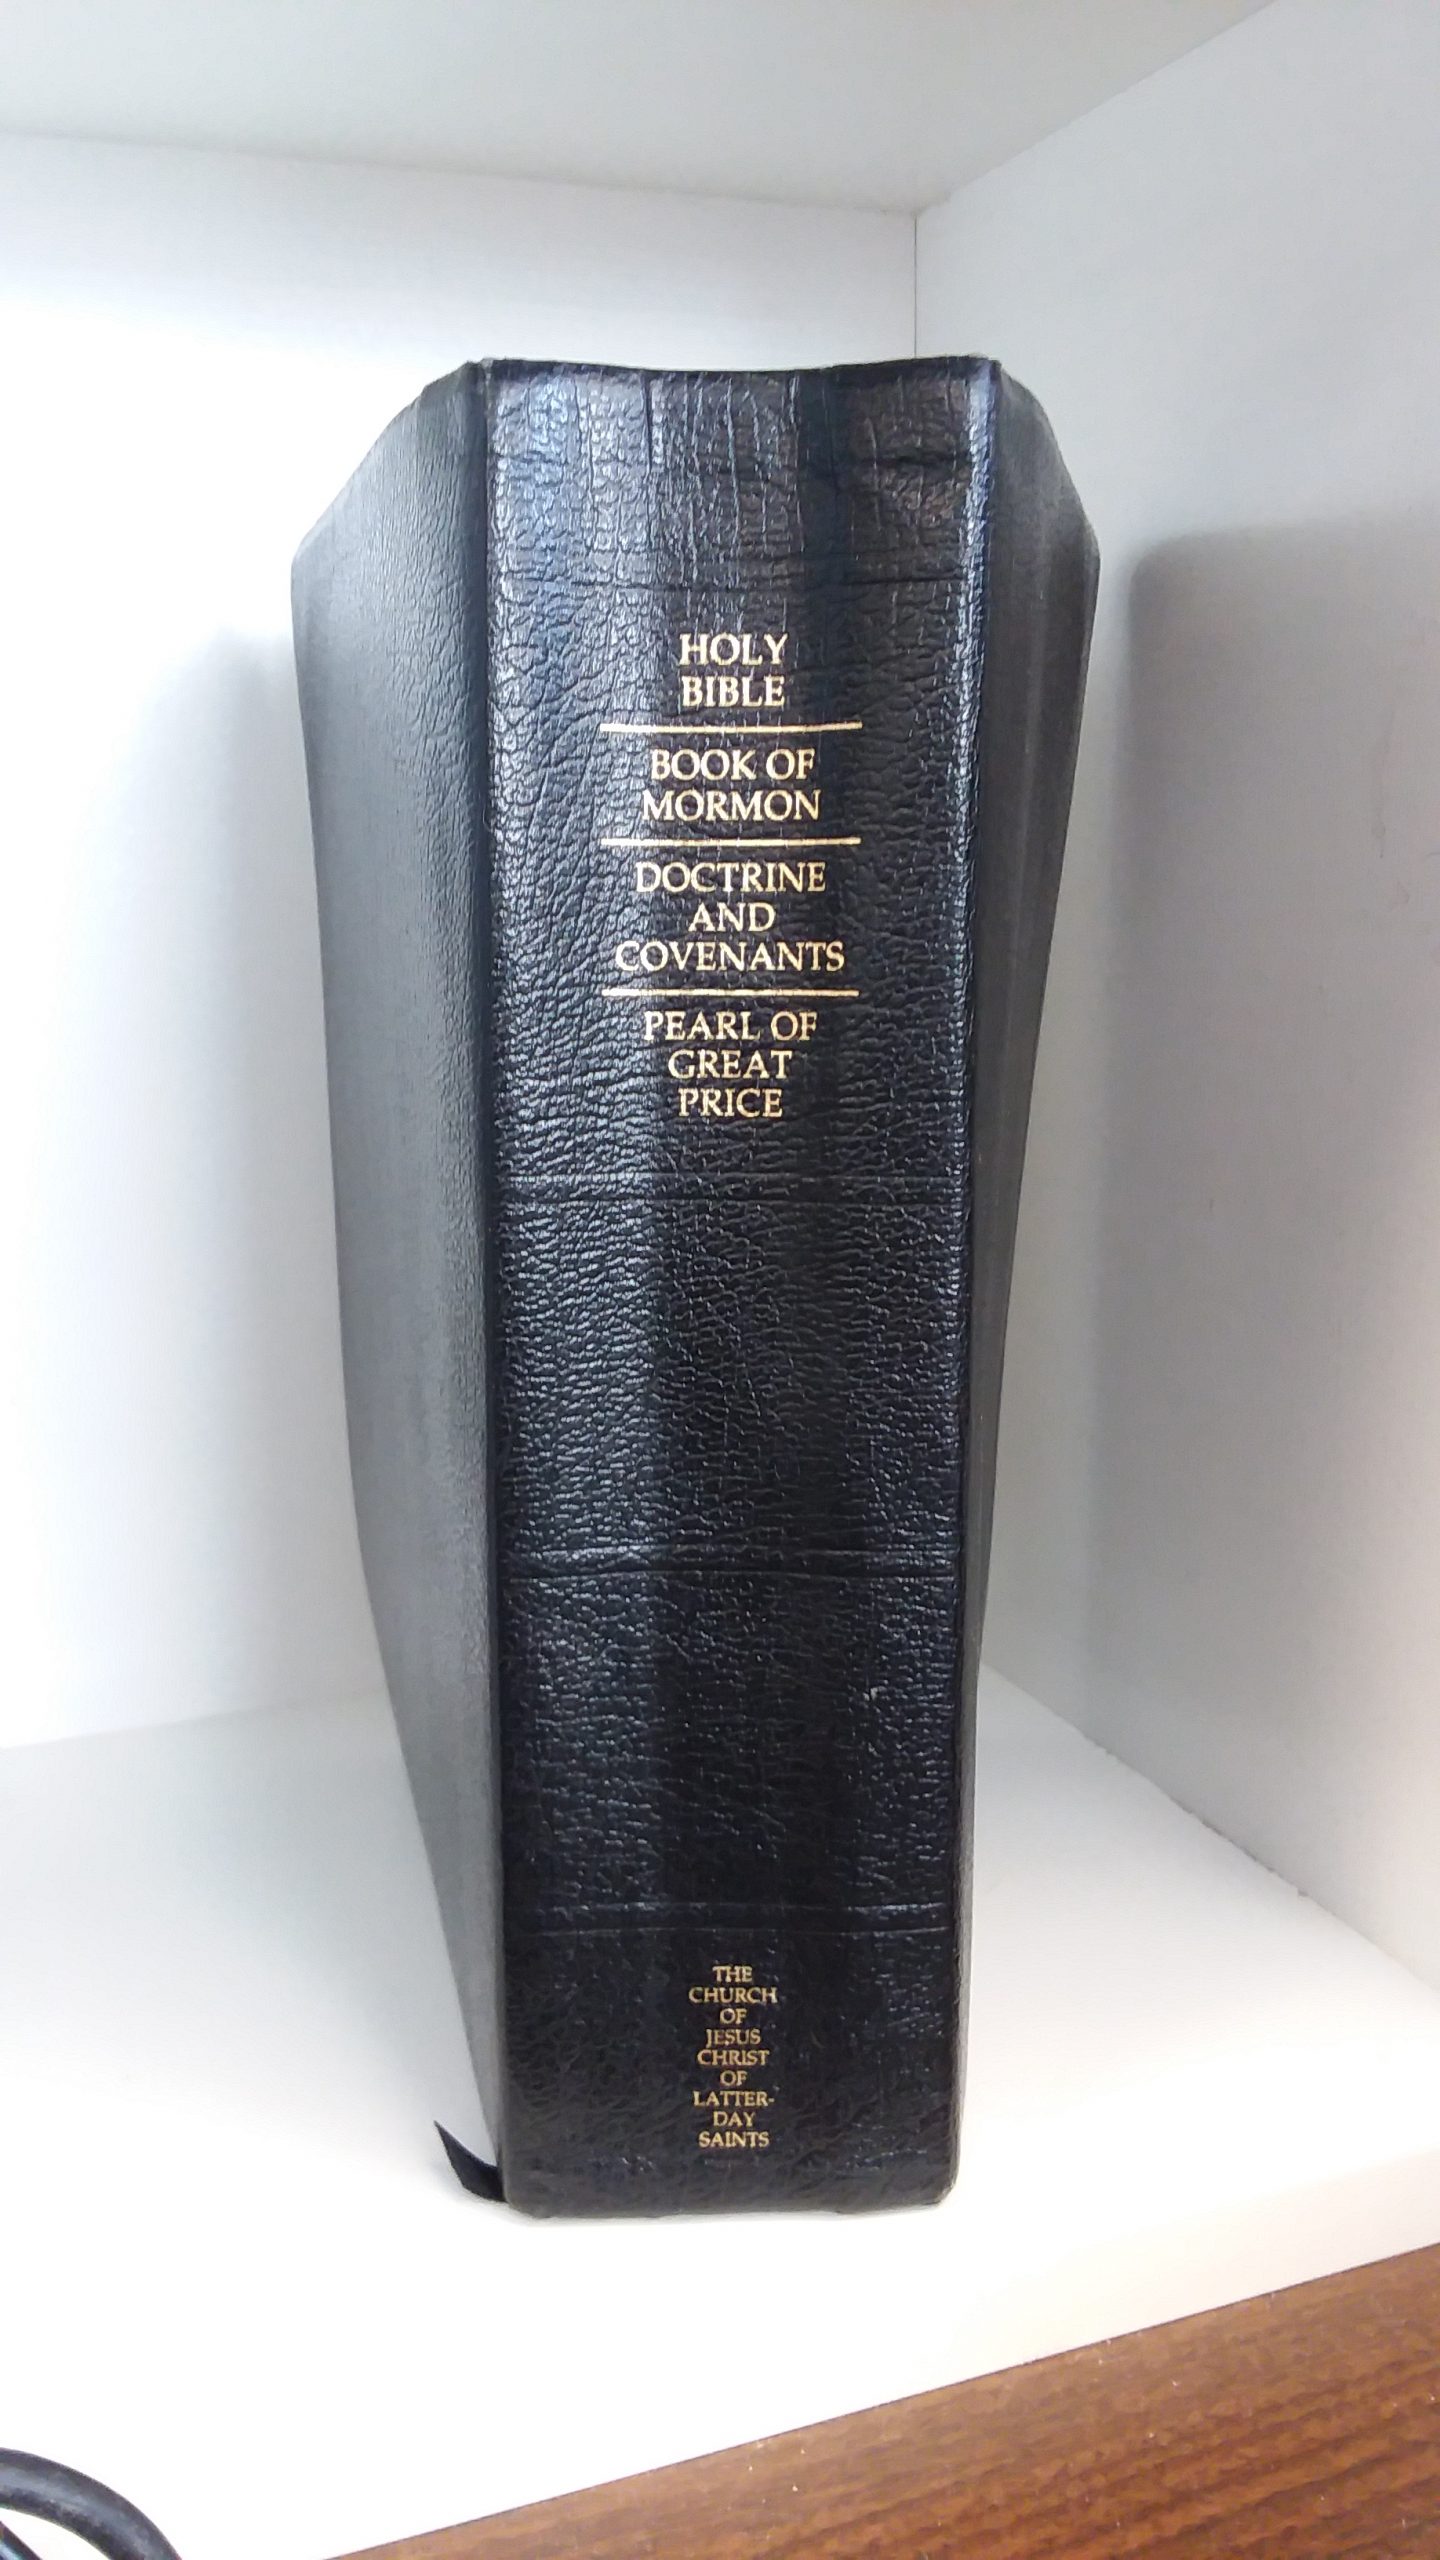 HOLY
BIBLE
BOOK OF
MORMON
DOCTRINE
AND
COVENANTS
PEARL OF
GREAT
PRICE
THE
CHURCH
OF
JESUS
CHRIST
OF
LATTER-
DAY
SAINTS